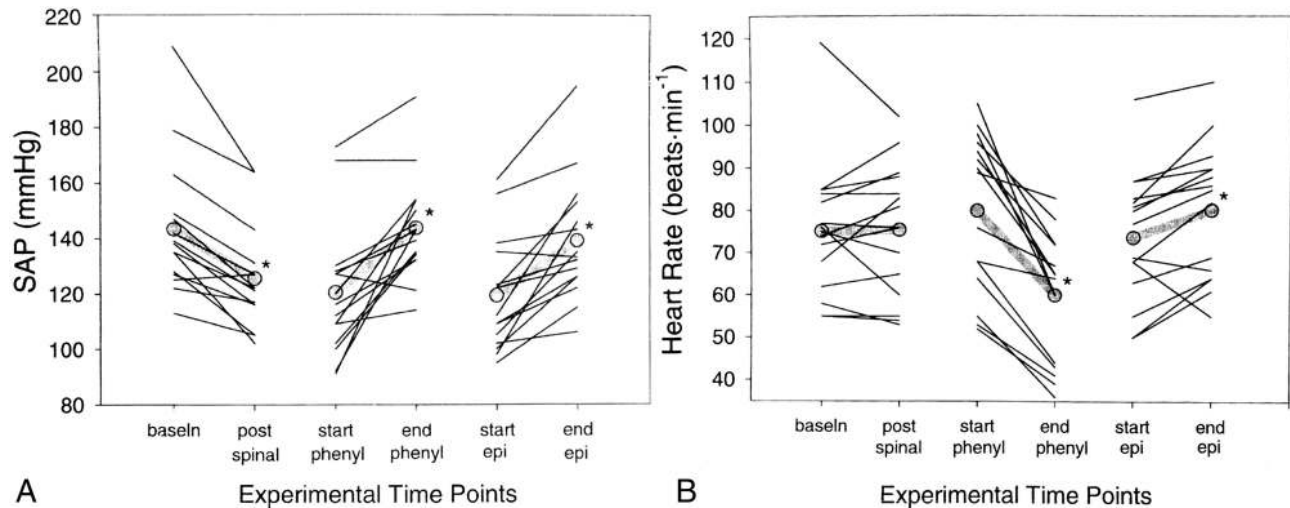 220
200
180
160
140
120
100
80
SAP (mmHg)
*
*
*
baseln
post
spinal
start
phenyl
end
phenyl
start
epi
end
epi
A
Experimental Time Points
120
110
100
90
80
70
60
50
40
Heart Rate (beats·min⁻¹)
*
*
baseln
post
spinal
start
phenyl
end
phenyl
start
epi
end
epi
B
Experimental Time Points